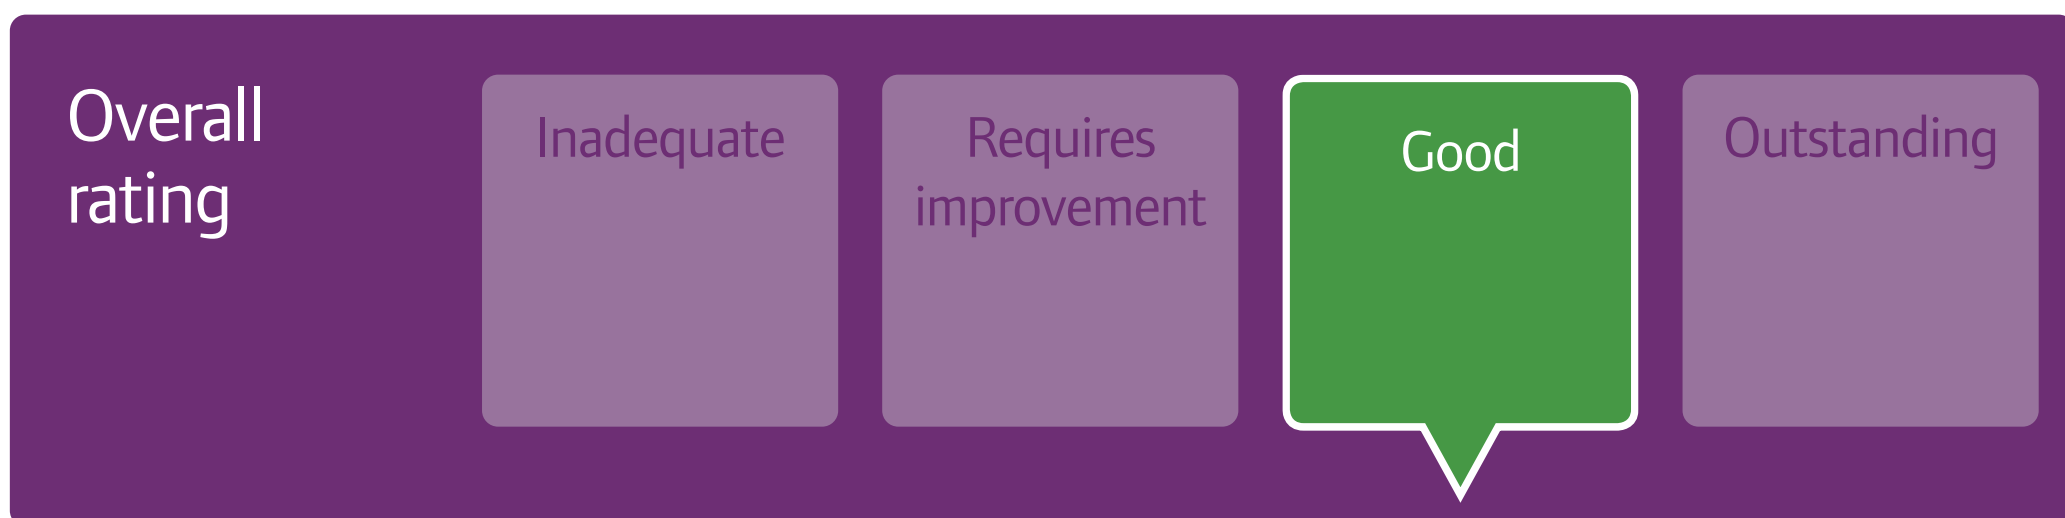 Overall
rating
Inadequate
Requires
improvement
Good
Outstanding